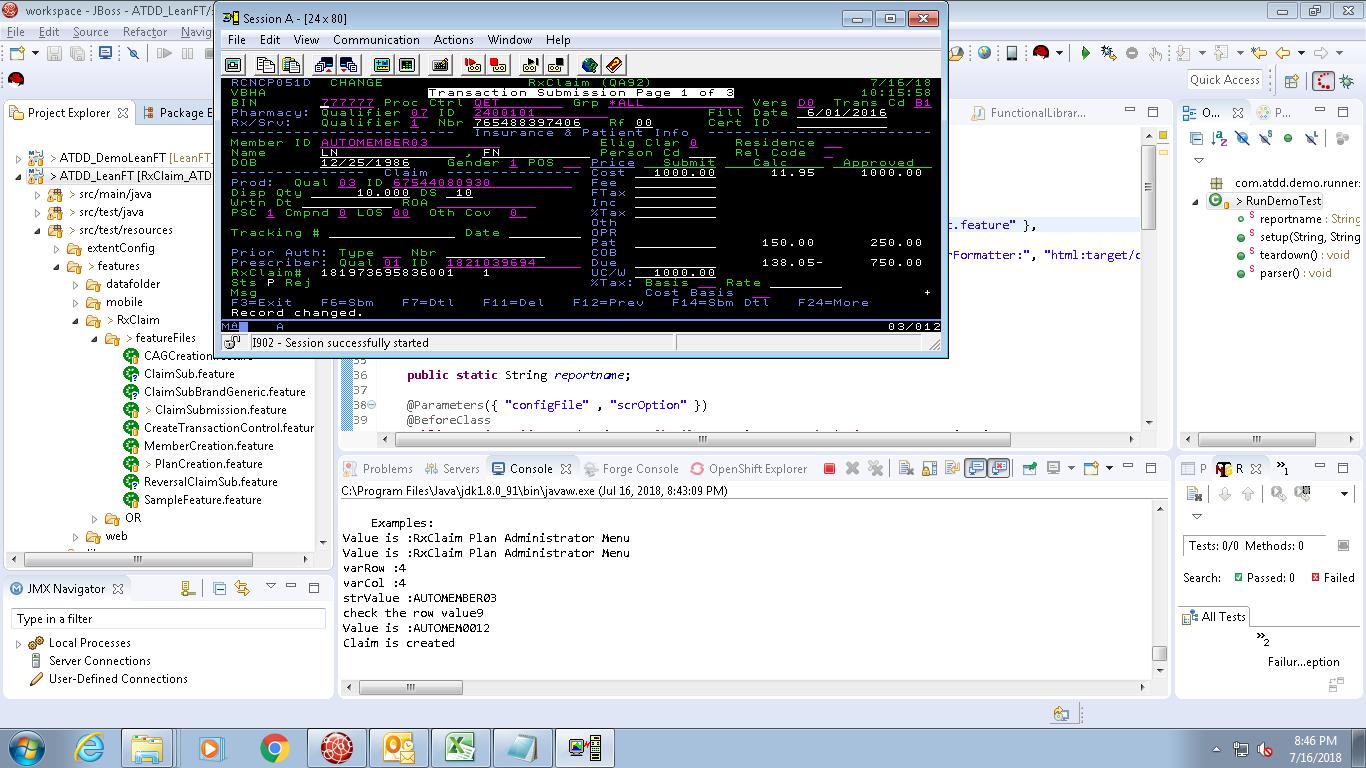 workspace - JBoss - ATDD_LeanFT/
File Edit Source Refactor Navig
Quick Access
Project Explorer
Package E
> ATDD_DemoLeanFT [LeanFT_
> ATDD_LeanFT [RxClaim_ATD
> src/main/java
> src/test/java
> src/test/resources
extentConfig
> features
datafolder
mobile
> RxClaim
> featureFiles
CAGCreation.feature
ClaimSub.feature
ClaimSubBrandGeneric.feature
> ClaimSubmission.feature
CreateTransactionControl.featur
MemberCreation.feature
> PlanCreation.feature
ReversalClaimSub.feature
SampleFeature.feature
OR
web
JMX Navigator
Type in a filter
Local Processes
Server Connections
User-Defined Connections
Session A - [24 x 80]
File Edit View Communication Actions Window Help
RCNCP051D CHANGE RxClaim (QA92) 7/16/18
VBHA Transaction Submission Page 1 of 3 10:15:58
BIN 777777 Proc Ctrl QET Grp *ALL Vers D0 Trans Cd B1
Pharmacy: Qualifier 07 ID 2400101 Fill Date 6/01/2016
Rx/Srv: Qualifier 1 Nbr 765488397406 Rf 00 Cert ID
Insurance & Patient Info
Member ID AUTOMEMBER03 Elig Clar 0 Residence
Name LN , FN Person Cd Rel Code
DOB 12/25/1986 Gender 1 POS Price Submit Calc Approved
Claim Cost 1000.00 11.95 1000.00
Prod: Qual 03 ID 67544080930 Fee
Disp Qty 10.000 DS 10 FTax
Wrtn Dt ROA Inc
PSC 1 Cmpnd 0 LOS 00 Oth Cov 0 %Tax
Oth
Tracking # Date OPR
Pat 150.00 250.00
Prior Auth: Type Nbr COB
Prescriber: Qual 01 ID 1821039694 Due 138.05- 750.00
RxClaim# 181973695836001 1 UC/W 1000.00
Sts P Rej %Tax: Basis Rate
Msg Cost Basis +
F3=Exit F6=Sbm F7=Dtl F11=Del F12=Prev F14=Sbm Dtl F24=More
Record changed.
MA A 03/012
I902 - Session successfully started
FunctionalLibrar...
c.feature" },
erFormatter:", "html:target/c
35
36 public static String reportname;
37
38 @Parameters({ "configFile" , "scrOption" })
39 @BeforeClass
O...
P...
com.atdd.demo.runner
> RunDemoTest
reportname : String
setup(String, String
teardown() : void
parser() : void
Problems Servers Console Forge Console OpenShift Explorer
C:\Program Files\Java\jdk1.8.0_91\bin\javaw.exe (Jul 16, 2018, 8:43:09 PM)
Examples:
Value is :RxClaim Plan Administrator Menu
Value is :RxClaim Plan Administrator Menu
varRow :4
varCol :4
strValue :AUTOMEMBER03
check the row value9
Value is :AUTOMEM0012
Claim is created
P R »1
Tests: 0/0 Methods: 0
Search: Passed: 0 Failed
All Tests
»2
Failur...eption
8:46 PM
7/16/2018